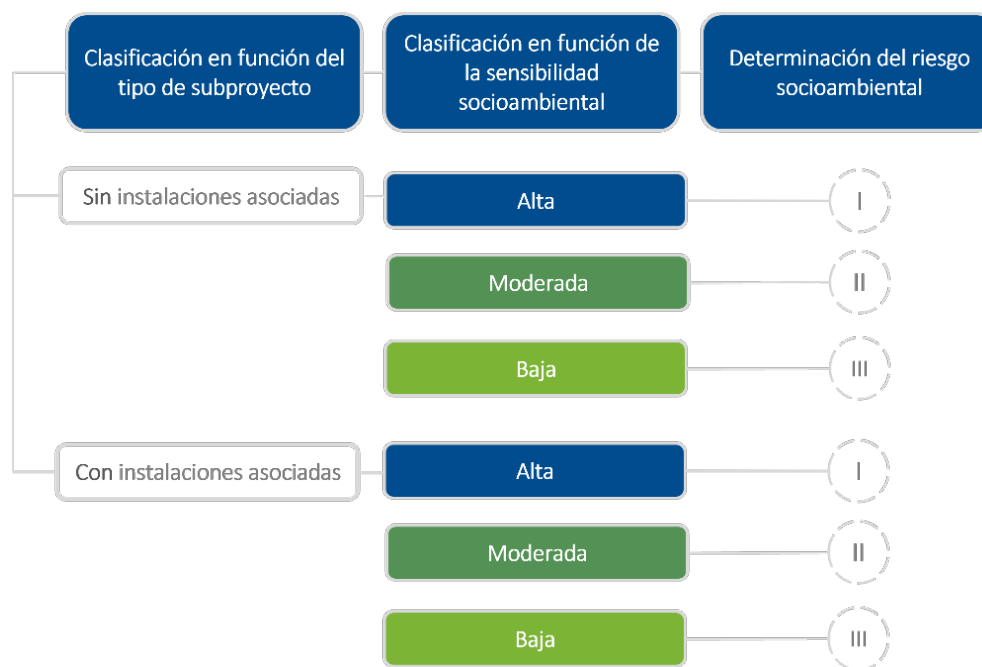 Clasificación en función del
tipo de subproyecto
Clasificación en función de
la sensibilidad
socioambiental
Determinación del riesgo
socioambiental
Sin instalaciones asociadas
Alta
I
Moderada
II
Baja
III
Con instalaciones asociadas
Alta
I
Moderada
II
Baja
III